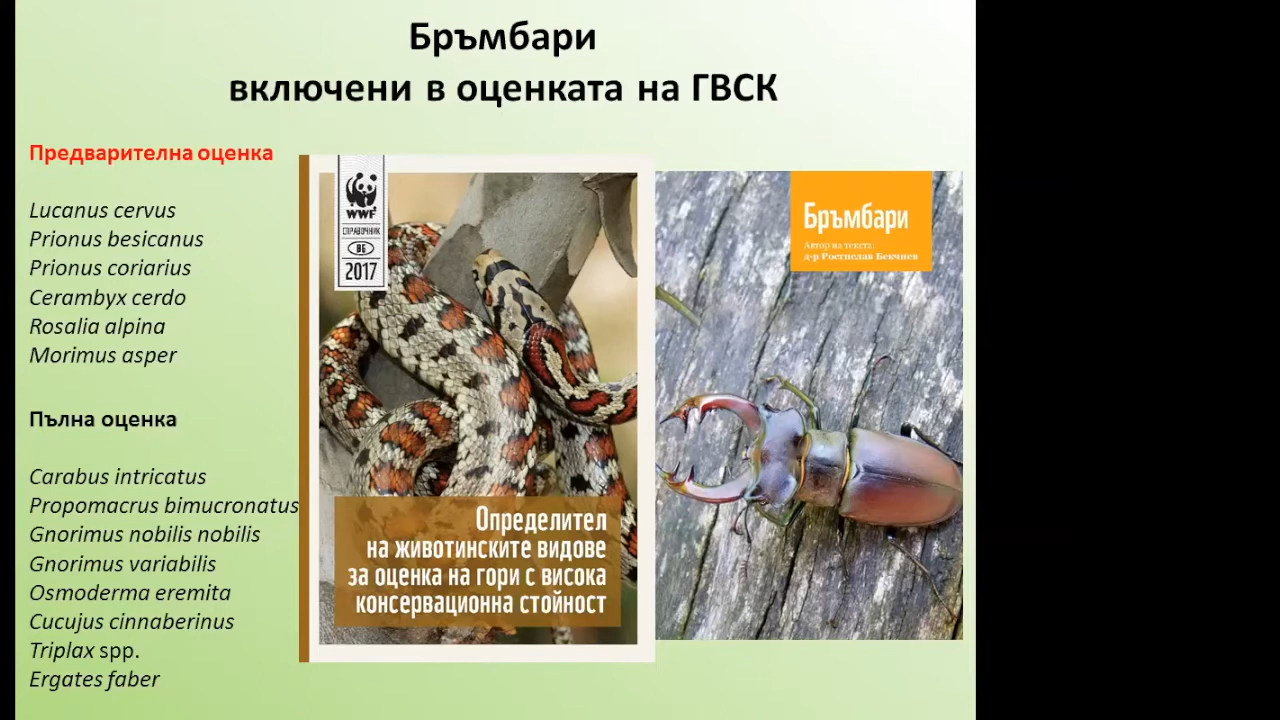 Бръмбари
включени в оценката на ГВСК
Предварителна оценка
Lucanus cervus
Prionus besicanus
Prionus coriarius
Cerambyx cerdo
Rosalia alpina
Morimus asper
Пълна оценка
Carabus intricatus
Propomacrus bimucronatus
Gnorimus nobilis nobilis
Gnorimus variabilis
Osmoderma eremita
Cucujus cinnaberinus
Triplax spp.
Ergates faber
WWF
СПРАВОЧНИК
BG
2017
Определител
на животинските видове
за оценка на гори с висока
консервационна стойност
Бръмбари
Автор на текста:
д-р Ростислав Бекчиев